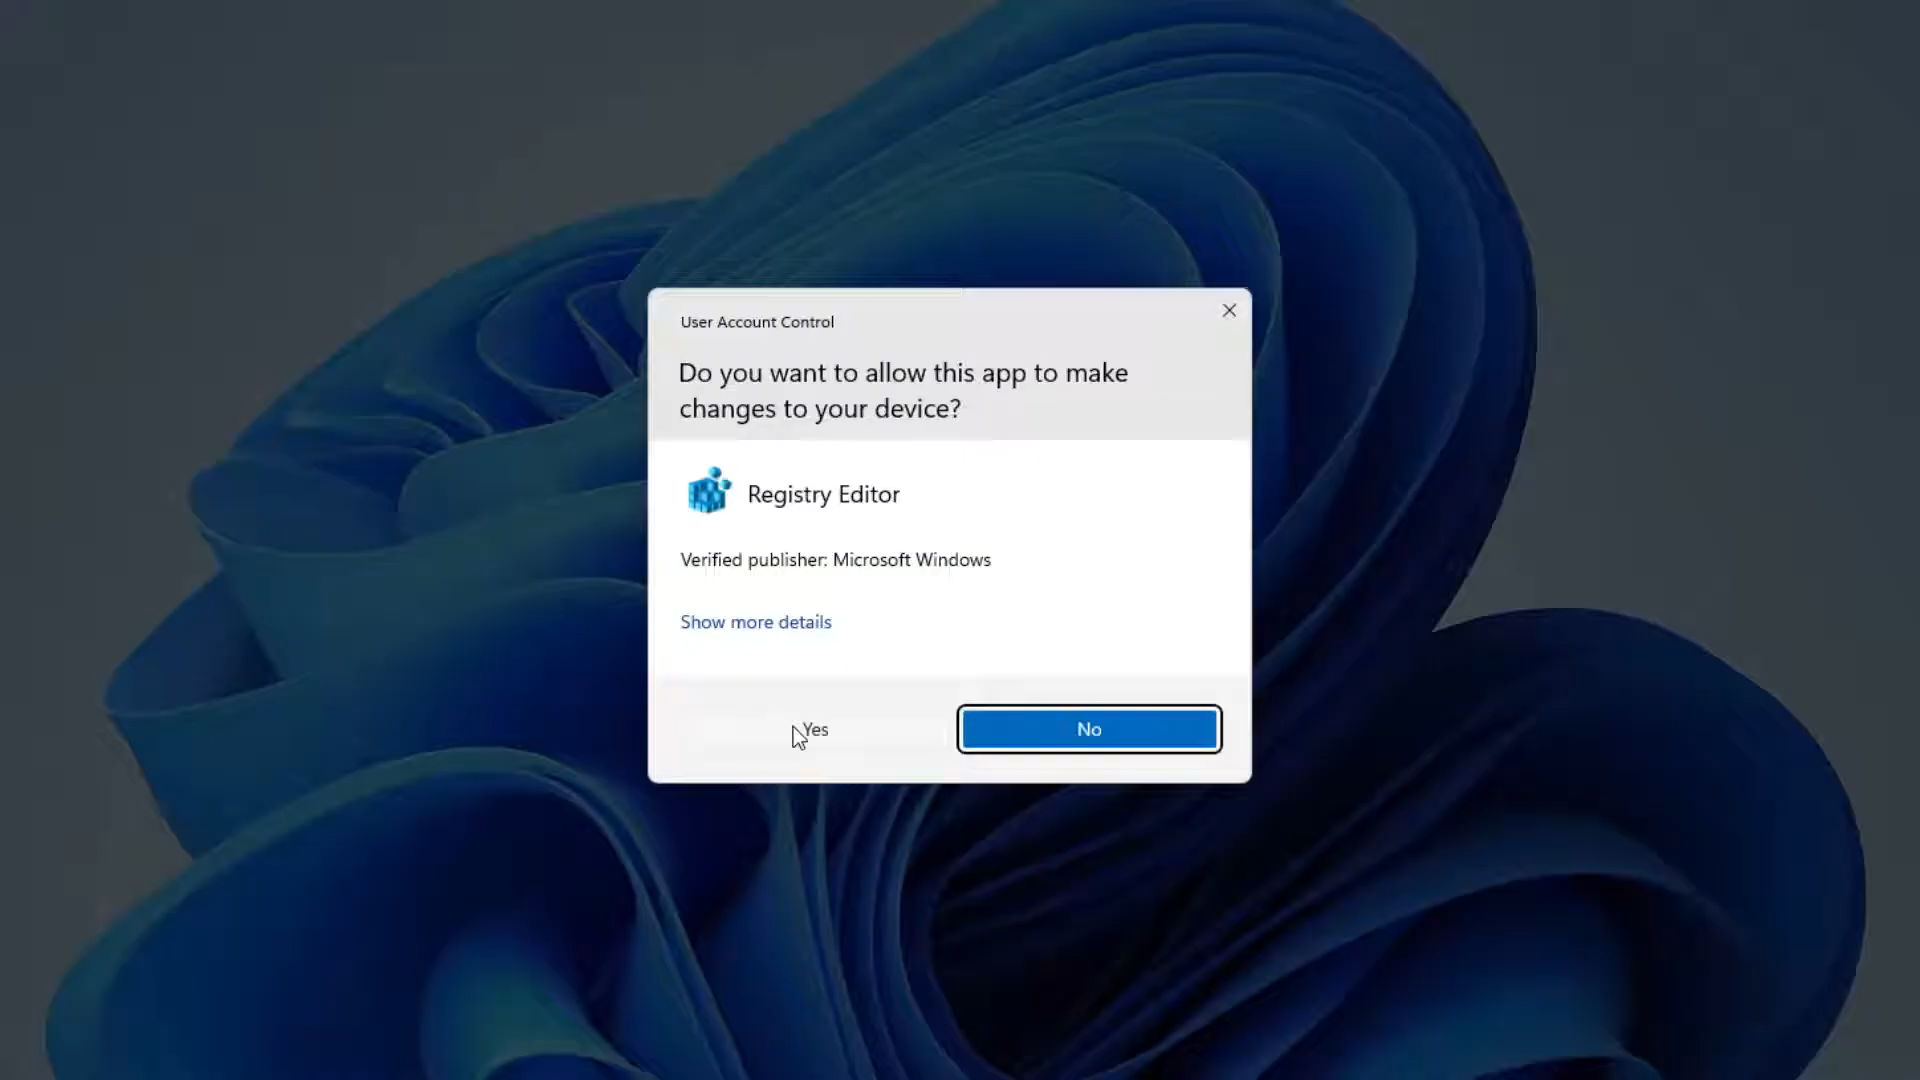 User Account Control
Do you want to allow this app to make
changes to your device?
Registry Editor
Verified publisher: Microsoft Windows
Show more details
Yes
No